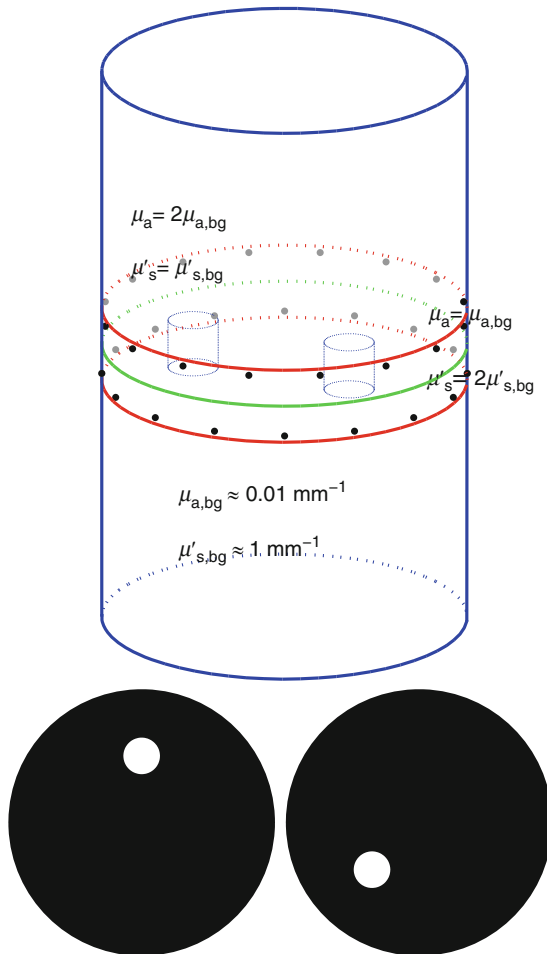 μa= 2μa,bg
μ′s= μ′s,bg
μa= μa,bg
μ′s= 2μ′s,bg
μa,bg ≈ 0.01 mm−1
μ′s,bg ≈ 1 mm−1